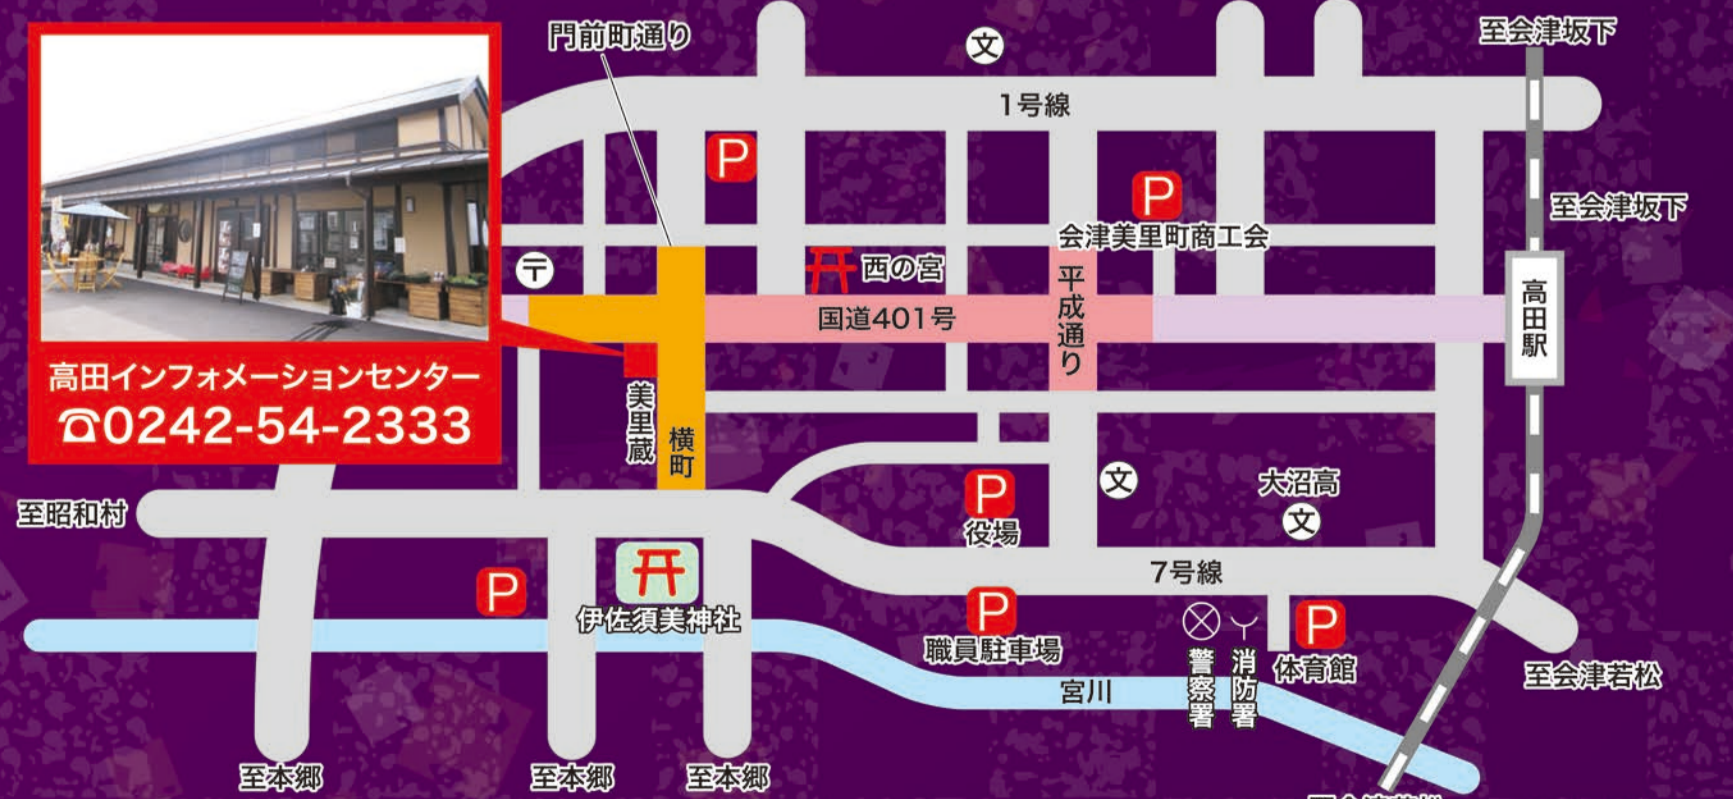 門前町通り
文
至会津坂下
1号線
P
P
至会津坂下
会津美里町商工会
〒
西の宮
平成通り
高田駅
国道401号
高田インフォメーションセンター
☎0242-54-2333
美里蔵
横町
至昭和村
P
役場
文
大沼高
文
7号線
P
伊佐須美神社
P
職員駐車場
警察署
消防署
P
体育館
至会津若松
宮川
至本郷
至本郷
至本郷